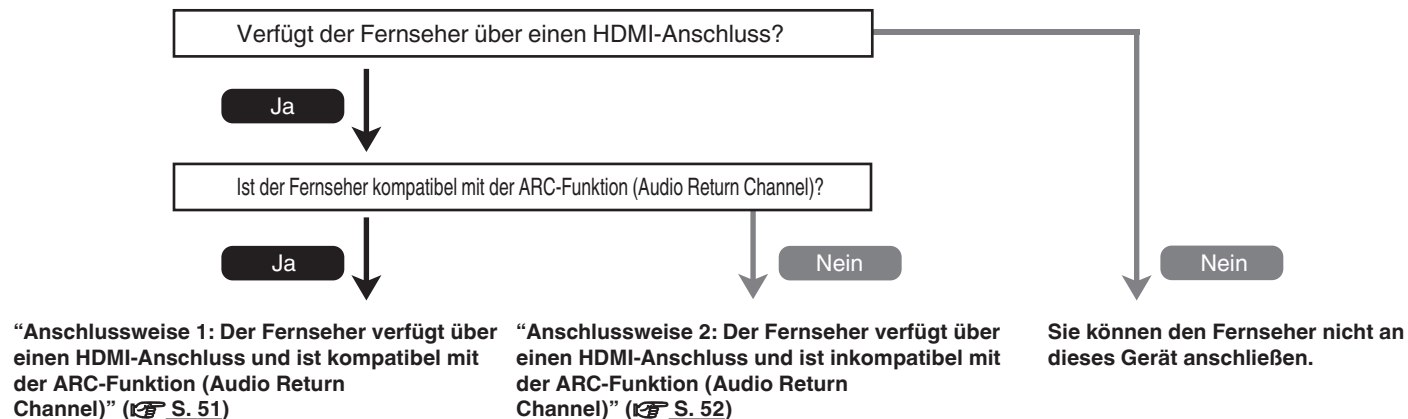 Verfügt der Fernseher über einen HDMI-Anschluss?
Ja
Ist der Fernseher kompatibel mit der ARC-Funktion (Audio Return Channel)?
Ja
Nein
Nein
“Anschlussweise 1: Der Fernseher verfügt über
einen HDMI-Anschluss und ist kompatibel mit
der ARC-Funktion (Audio Return
Channel)” (☞ S. 51)
“Anschlussweise 2: Der Fernseher verfügt über
einen HDMI-Anschluss und ist inkompatibel mit
der ARC-Funktion (Audio Return
Channel)” (☞ S. 52)
Sie können den Fernseher nicht an
dieses Gerät anschließen.